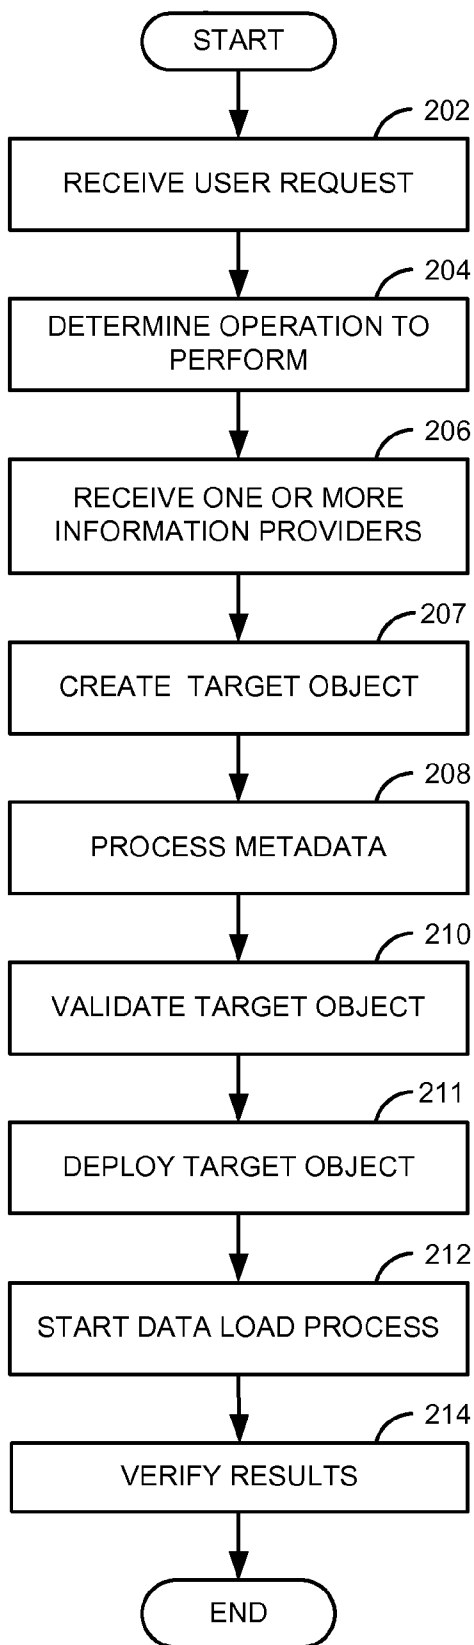 START
202
RECEIVE USER REQUEST
204
DETERMINE OPERATION TO
PERFORM
206
RECEIVE ONE OR MORE
INFORMATION PROVIDERS
207
CREATE TARGET OBJECT
208
PROCESS METADATA
210
VALIDATE TARGET OBJECT
211
DEPLOY TARGET OBJECT
212
START DATA LOAD PROCESS
214
VERIFY RESULTS
END